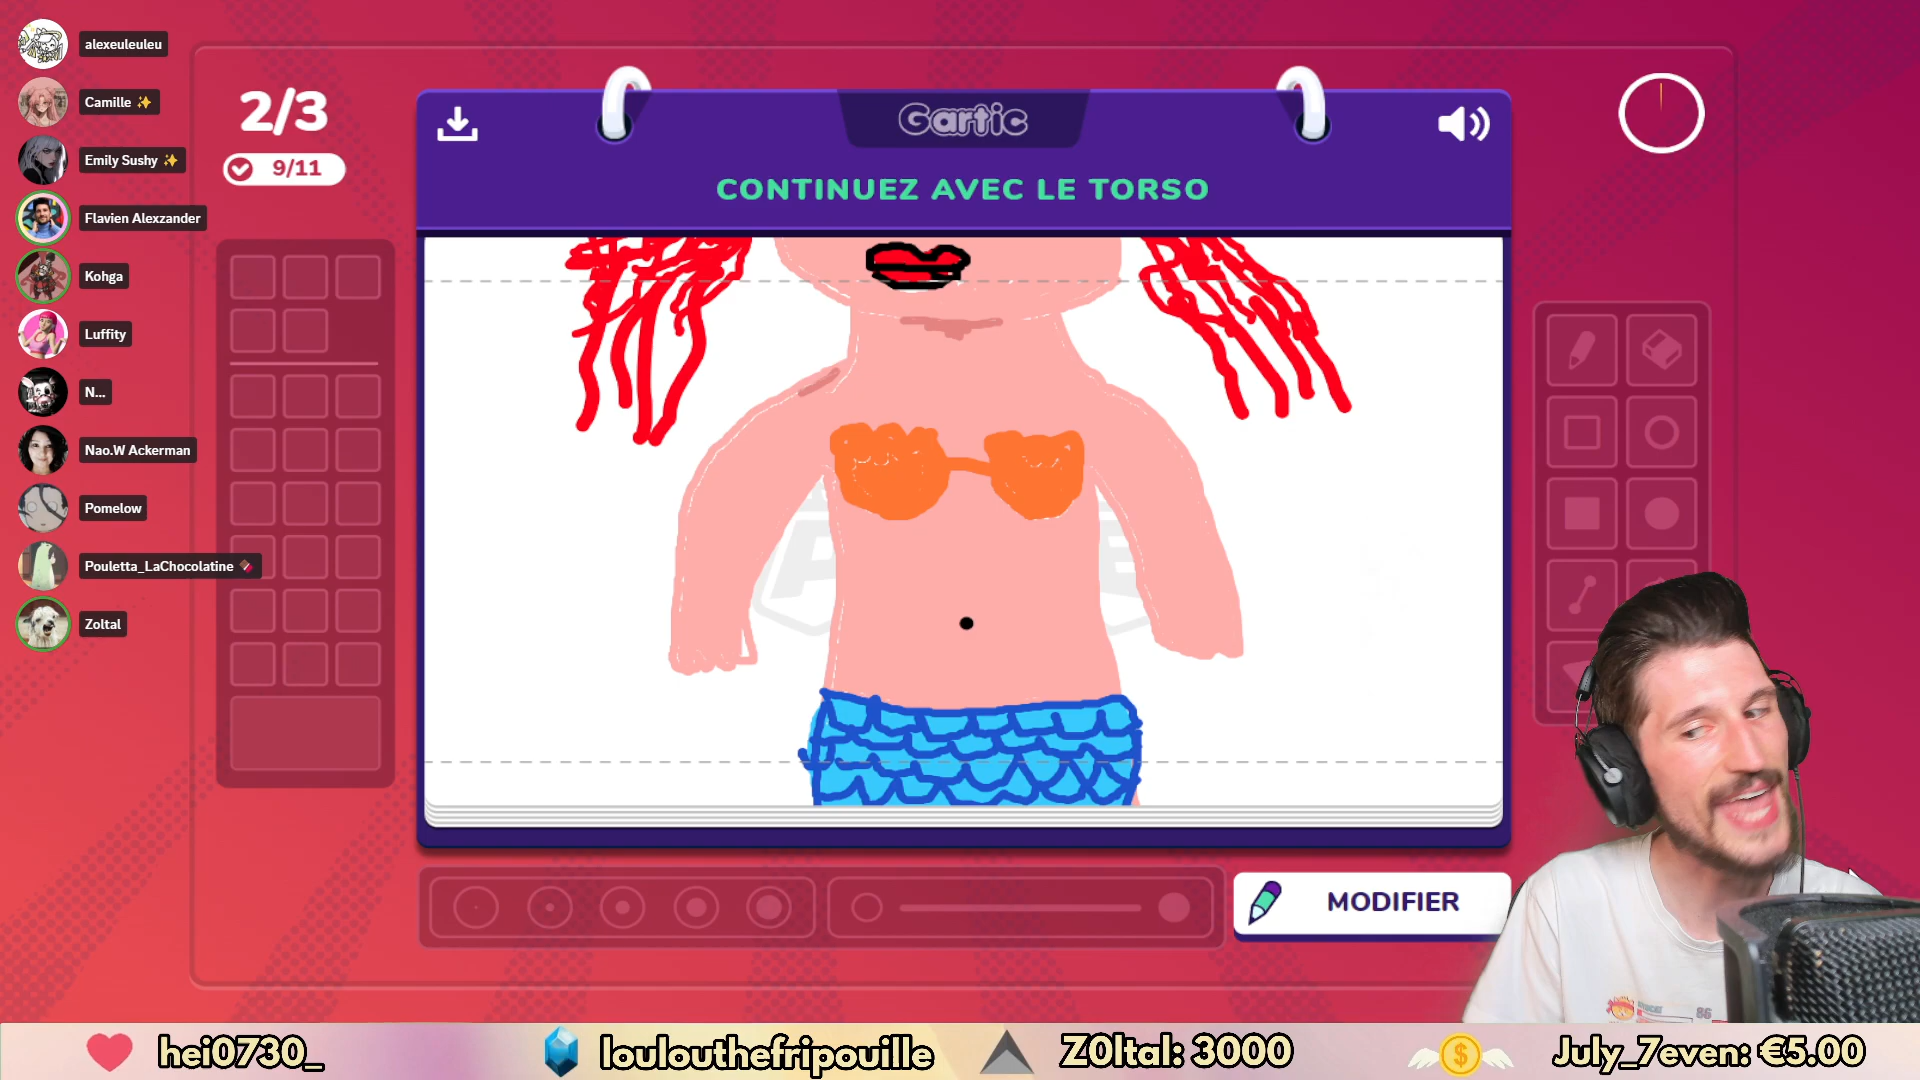 alexeuleuleu
Camille ✨
Emily Sushy ✨
Flavien Alexzander
Kohga
Luffity
N...
Nao.W Ackerman
Pomelow
Pouletta_LaChocolatine 🍫
Zoltal
2/3
9/11
Gartic
CONTINUEZ AVEC LE TORSO
MODIFIER
86
hei0730_
loulouthefripouille
Z0ltal: 3000
July_7even: €5.00